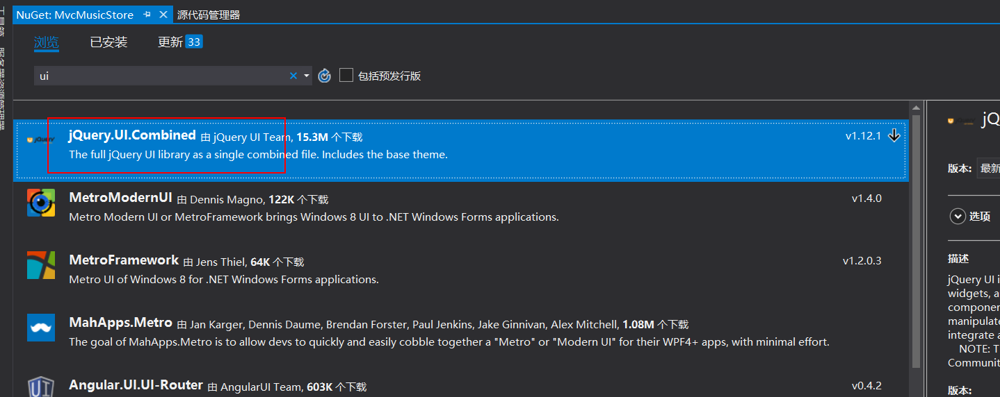 NuGet: MvcMusicStore
源代码管理器
工具箱
服务器资源管理器
浏览 已安装 更新 33
ui
包括预发行版
jQuery.UI.Combined 由 jQuery UI Team, 15.3M 个下载 v1.12.1
The full jQuery UI library as a single combined file. Includes the base theme.
MetroModernUI 由 Dennis Magno, 122K 个下载 v1.4.0
Metro Modern UI or MetroFramework brings Windows 8 UI to .NET Windows Forms applications.
MetroFramework 由 Jens Thiel, 64K 个下载 v1.2.0.3
Metro UI of Windows 8 for .NET Windows Forms applications.
MahApps.Metro 由 Jan Karger, Dennis Daume, Brendan Forster, Paul Jenkins, Jake Ginnivan, Alex Mitchell, 1.08M 个下载
The goal of MahApps.Metro is to allow devs to quickly and easily cobble together a "Metro" or "Modern UI" for their WPF4+ apps, with minimal effort.
UI
Angular.UI.UI-Router 由 AngularUI Team, 603K 个下载 v0.4.2
jQ
版本: 最新
选项
描述
jQuery UI i
widgets, a
componen
manipulate
integrate a
NOTE: T
Communit
版本: